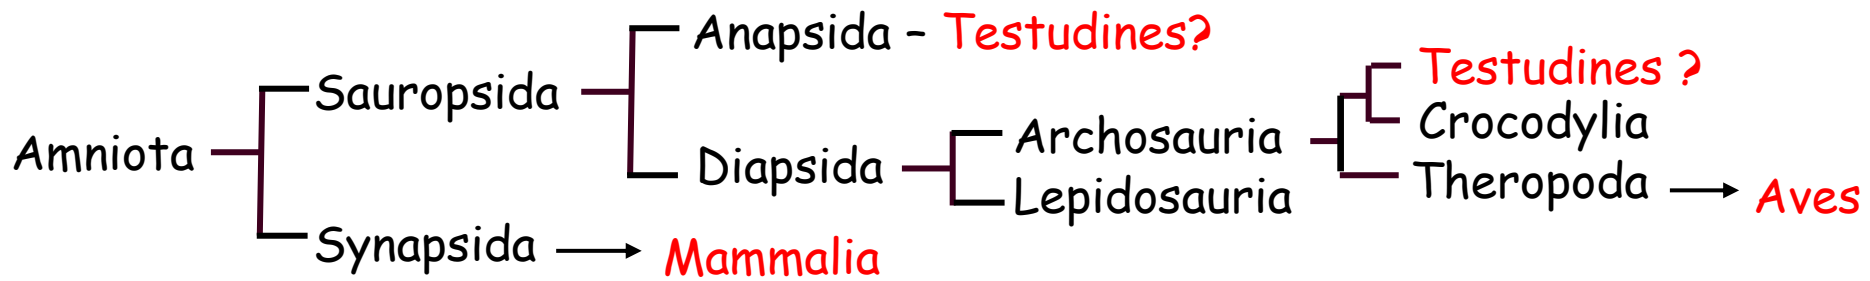 Anapsida – Testudines?
Testudines ?
Sauropsida
Crocodylia
Archosauria
Amniota
Diapsida
Theropoda
Lepidosauria
Aves
Synapsida
Mammalia